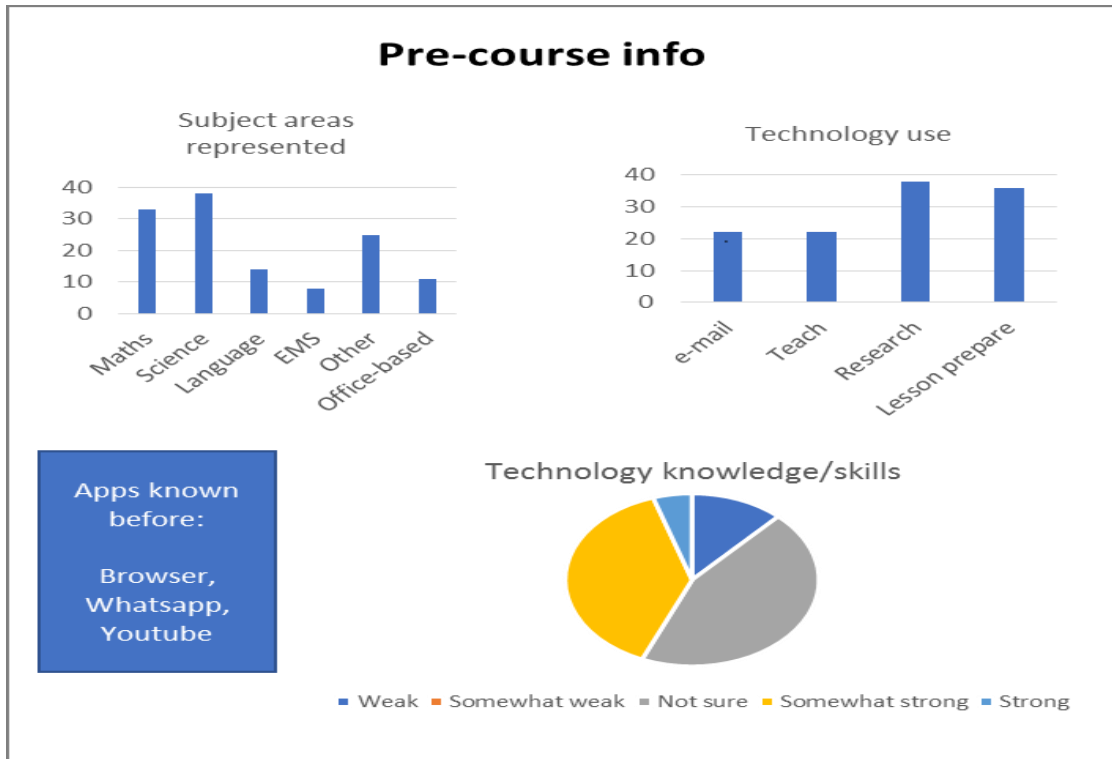 Pre-course info
Subject areas
represented
40
30
20
10
0
Maths
Science
Language
EMS
Other
Office-based
Technology use
40
30
20
10
0
e-mail
Teach
Research
Lesson prepare
Apps known
before:
Browser,
Whatsapp,
Youtube
Technology knowledge/skills
Weak
Somewhat weak
Not sure
Somewhat strong
Strong